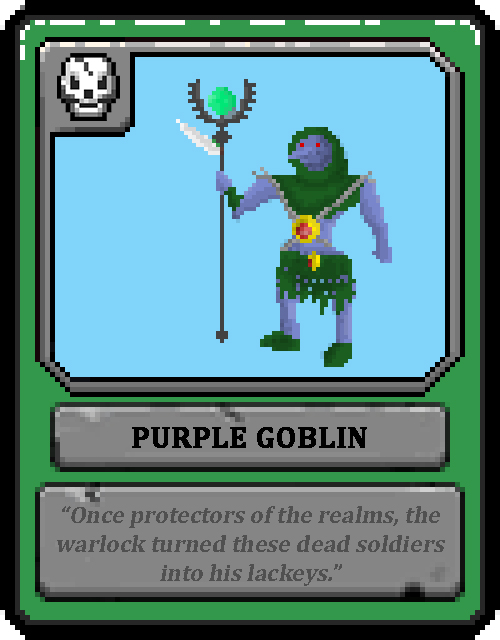 PURPLE GOBLIN
“Once protectors of the realms, the
warlock turned these dead soldiers
into his lackeys.”